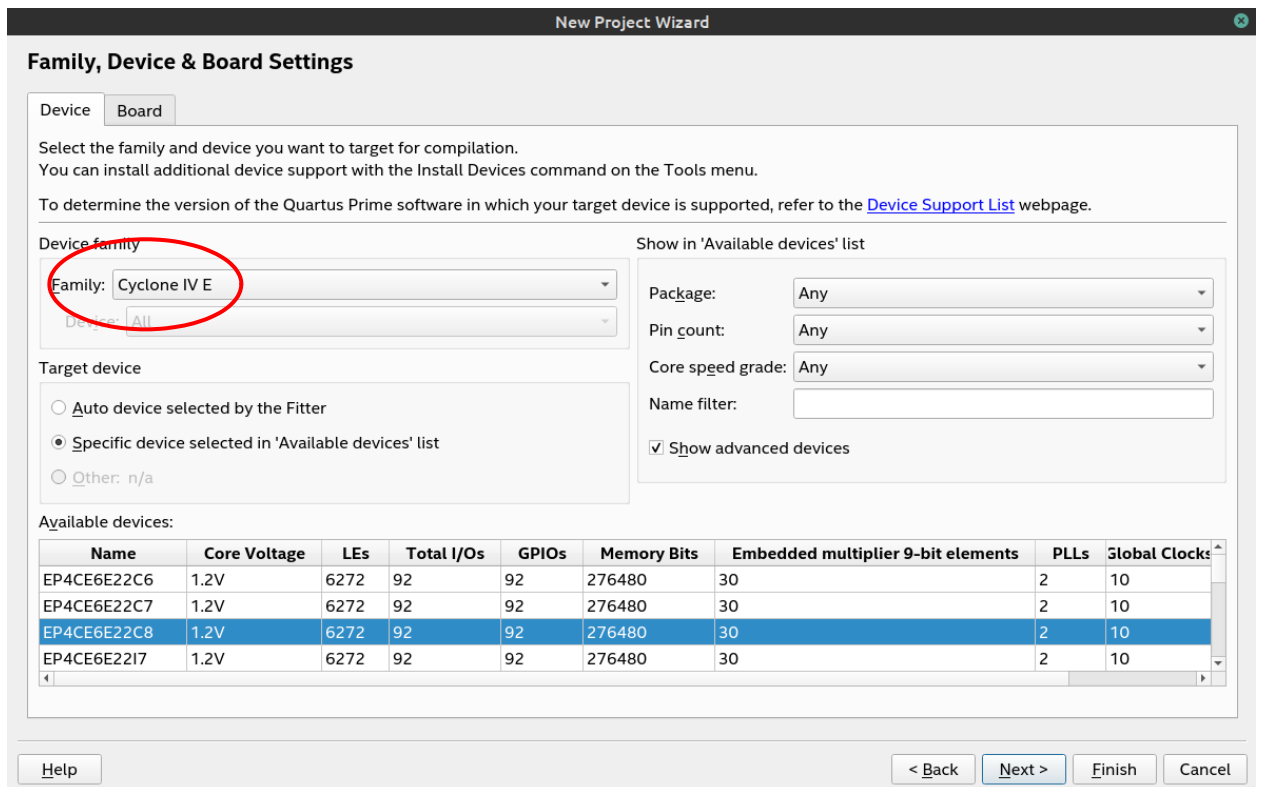 New Project Wizard
Family, Device & Board Settings
Device Board
Select the family and device you want to target for compilation.
You can install additional device support with the Install Devices command on the Tools menu.
To determine the version of the Quartus Prime software in which your target device is supported, refer to the Device Support List webpage.
Device family
Family: Cyclone IV E
Device: All
Show in 'Available devices' list
Package: Any
Pin count: Any
Core speed grade: Any
Name filter:
Show advanced devices
Target device
Auto device selected by the Fitter
Specific device selected in 'Available devices' list
Other: n/a
Available devices:
Name Core Voltage LEs Total I/Os GPIOs Memory Bits Embedded multiplier 9-bit elements PLLs Global Clocks
EP4CE6E22C6 1.2V 6272 92 92 276480 30 2 10
EP4CE6E22C7 1.2V 6272 92 92 276480 30 2 10
EP4CE6E22C8 1.2V 6272 92 92 276480 30 2 10
EP4CE6E22I7 1.2V 6272 92 92 276480 30 2 10
Help < Back Next > Finish Cancel